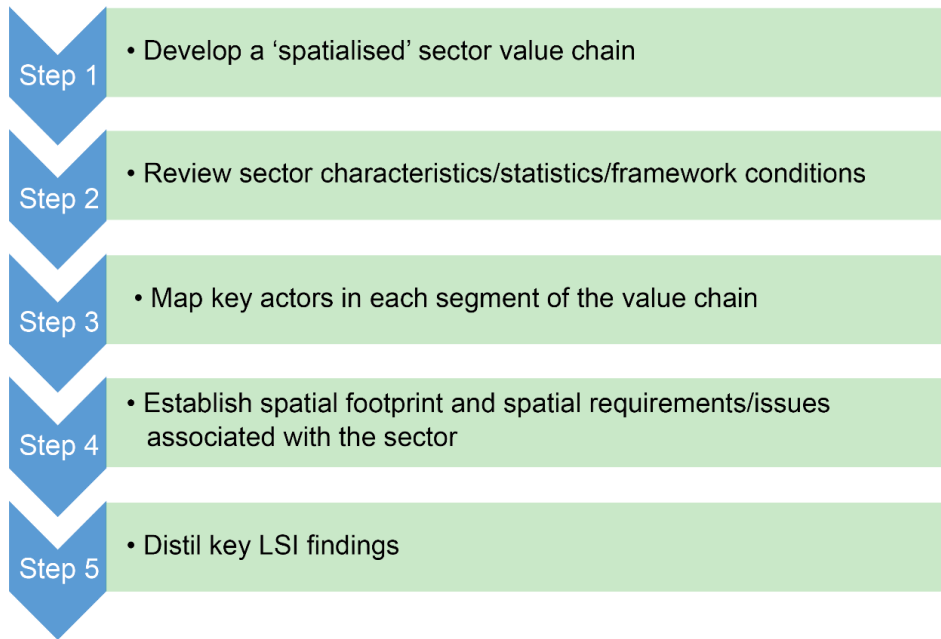 Step 1
• Develop a ‘spatialised’ sector value chain
Step 2
• Review sector characteristics/statistics/framework conditions
Step 3
• Map key actors in each segment of the value chain
Step 4
• Establish spatial footprint and spatial requirements/issues
associated with the sector
Step 5
• Distil key LSI findings